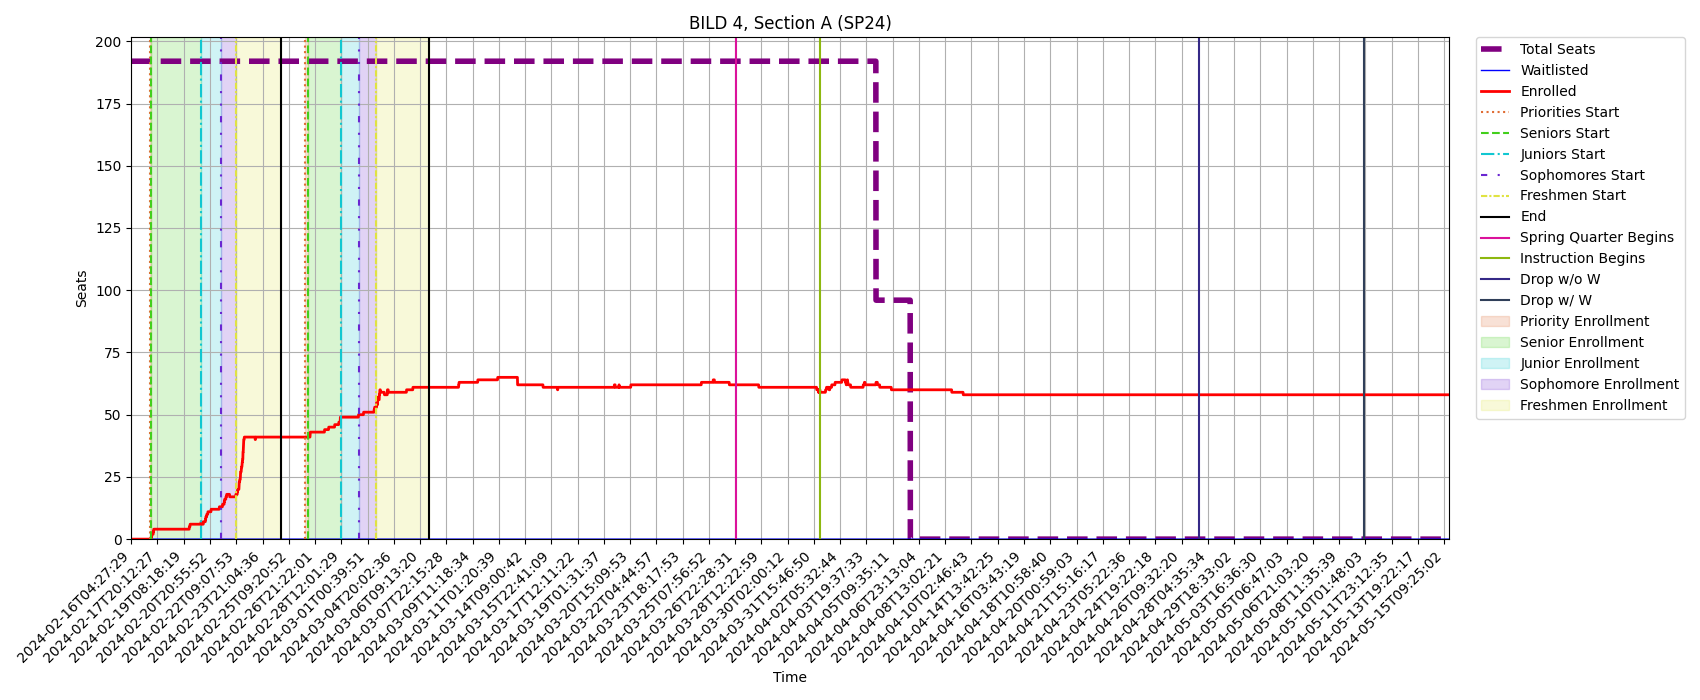 BILD 4, Section A (SP24)
Seats
200
175
150
125
100
75
50
25
0
2024-02-16T04:27:29
2024-02-17T20:12:27
2024-02-19T08:18:19
2024-02-20T20:55:52
2024-02-22T09:07:53
2024-02-23T21:04:36
2024-02-25T09:20:52
2024-02-26T21:22:01
2024-02-28T12:01:29
2024-03-01T00:39:51
2024-03-04T20:02:36
2024-03-06T09:13:20
2024-03-07T22:15:28
2024-03-11T11:18:34
2024-03-12T11:20:39
2024-03-14T09:00:42
2024-03-15T22:41:09
2024-03-17T12:11:22
2024-03-19T01:31:37
2024-03-20T15:09:53
2024-03-22T04:44:57
2024-03-23T18:17:53
2024-03-25T07:56:52
2024-03-26T22:28:31
2024-03-28T12:22:59
2024-03-30T02:00:12
2024-03-31T15:46:50
2024-04-02T05:32:44
2024-04-03T19:37:33
2024-04-05T09:35:11
2024-04-06T23:13:04
2024-04-08T13:02:21
2024-04-10T02:46:43
2024-04-14T13:42:25
2024-04-16T03:43:19
2024-04-18T10:58:40
2024-04-20T00:59:03
2024-04-21T15:16:17
2024-04-23T05:22:36
2024-04-24T19:22:18
2024-04-26T09:32:20
2024-04-28T04:35:34
2024-04-29T18:33:02
2024-05-03T16:36:30
2024-05-05T06:47:03
2024-05-06T21:03:20
2024-05-08T11:35:39
2024-05-10T01:48:03
2024-05-11T23:12:35
2024-05-13T19:22:17
2024-05-15T09:25:02
Time
Total Seats
Waitlisted
Enrolled
Priorities Start
Seniors Start
Juniors Start
Sophomores Start
Freshmen Start
End
Spring Quarter Begins
Instruction Begins
Drop w/o W
Drop w/ W
Priority Enrollment
Senior Enrollment
Junior Enrollment
Sophomore Enrollment
Freshmen Enrollment